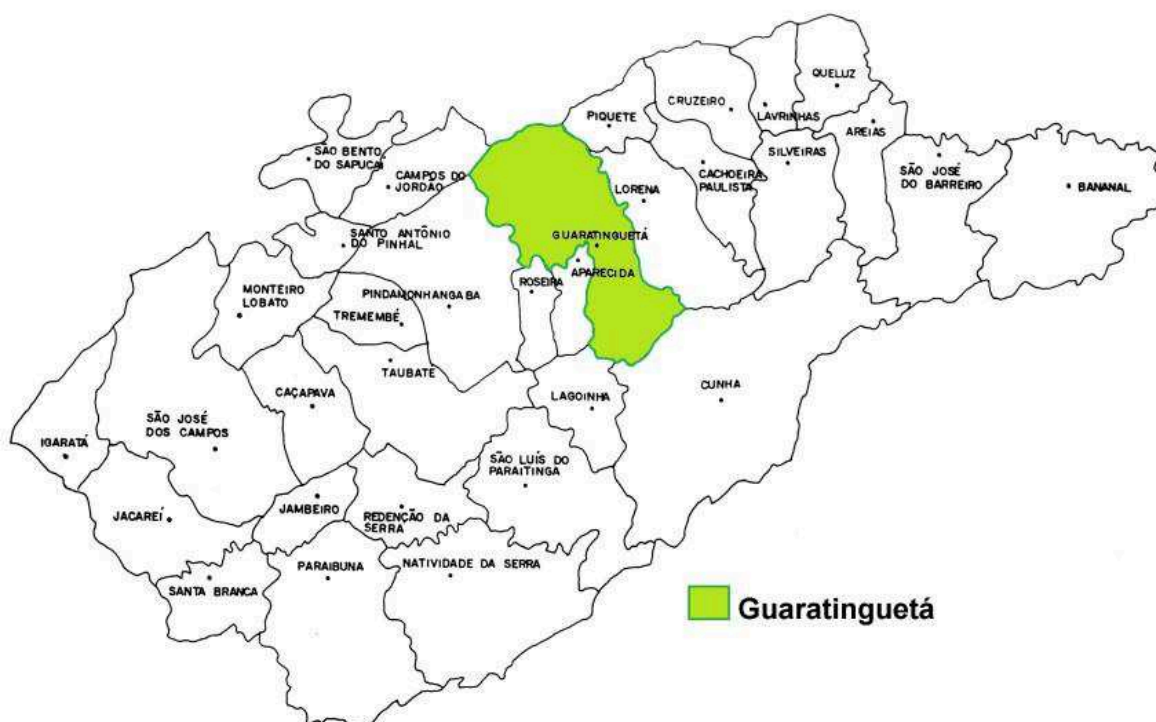 QUELUZ
CRUZEIRO
LAVRINHAS
PIQUETE
AREIAS
SÃO BENTO
DO SAPUCAÍ
SILVEIRAS
CAMPOS DO
JORDÃO
CACHOEIRA
PAULISTA
SÃO JOSÉ
DO BARREIRO
BANANAL
LORENA
SANTO ANTÔNIO
DO PINHAL
GUARATINGUETÁ
APARECIDA
ROSEIRA
MONTEIRO
LOBATO
PINDAMONHANGABA
TREMEMBÉ
TAUBATÉ
CAÇAPAVA
LAGOINHA
CUNHA
SÃO JOSÉ
DOS CAMPOS
IGARATÁ
SÃO LUÍS DO
PARAITINGA
JACAREÍ
JAMBEIRO
REDENÇÃO DA
SERRA
PARAIBUNA
NATIVIDADE DA SERRA
SANTA BRANCA
Guaratinguetá